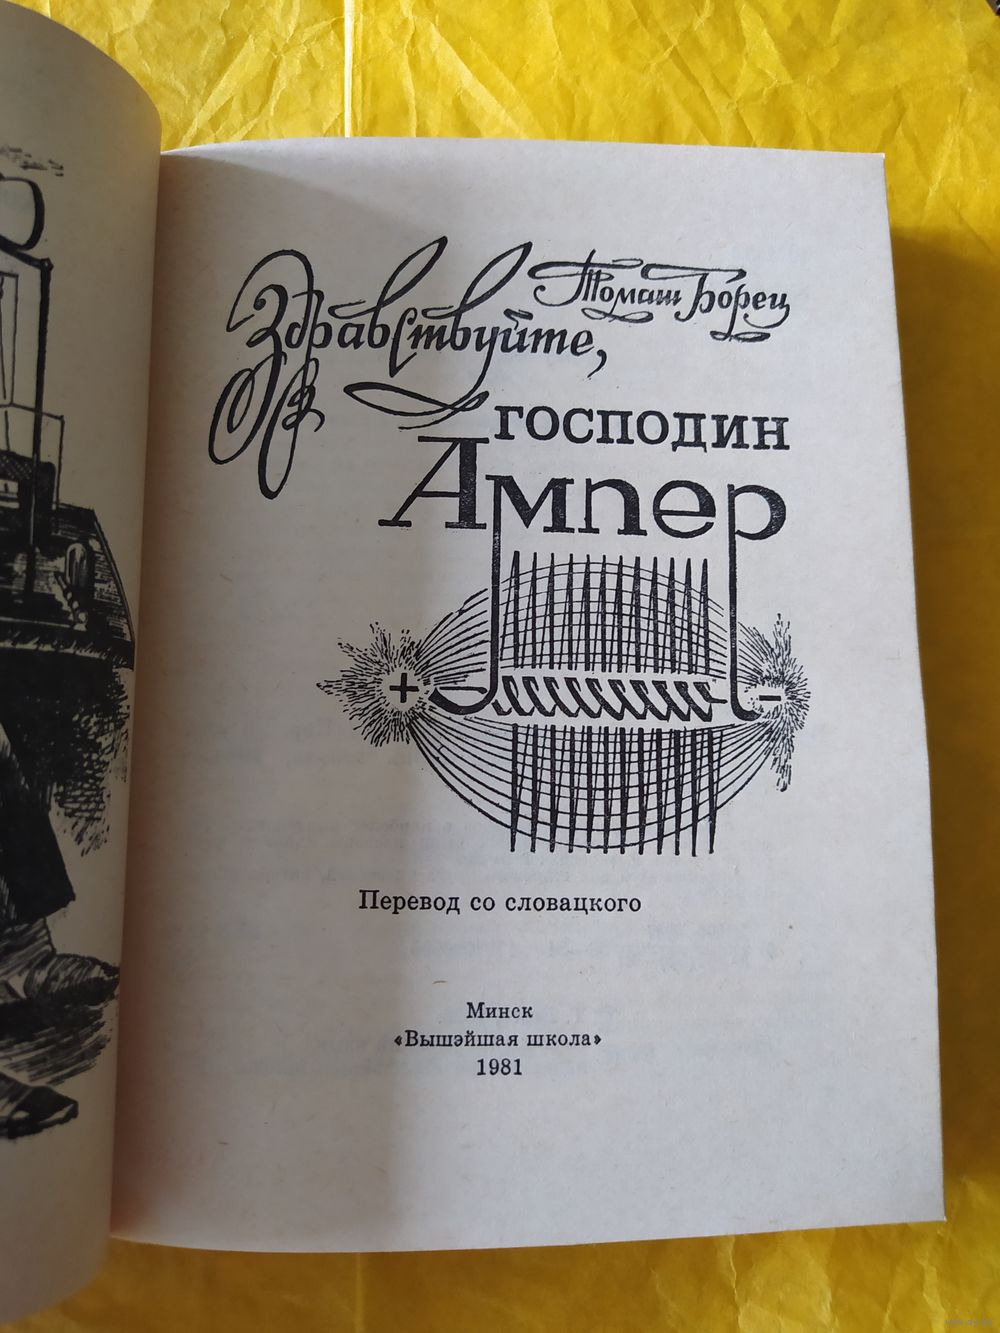 Томаш Борец
Здравствуйте,
господин
Ампер
+ -
Перевод со словацкого
Минск
«Вышэйшая школа»
1981